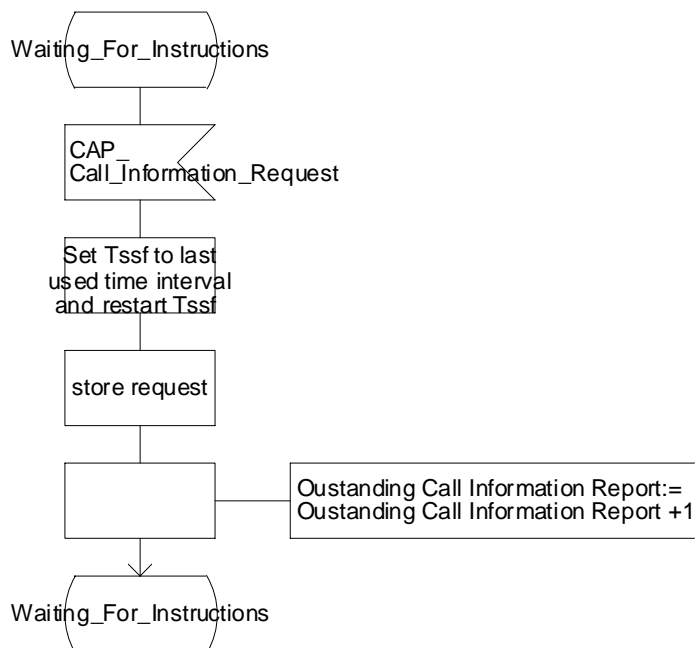 Waiting_For_Instructions
CAP_
Call_Information_Request
Set Tssf to last
used time interval
and restart Tssf
store request
Oustanding Call Information Report:=
Oustanding Call Information Report +1
Waiting_For_Instructions